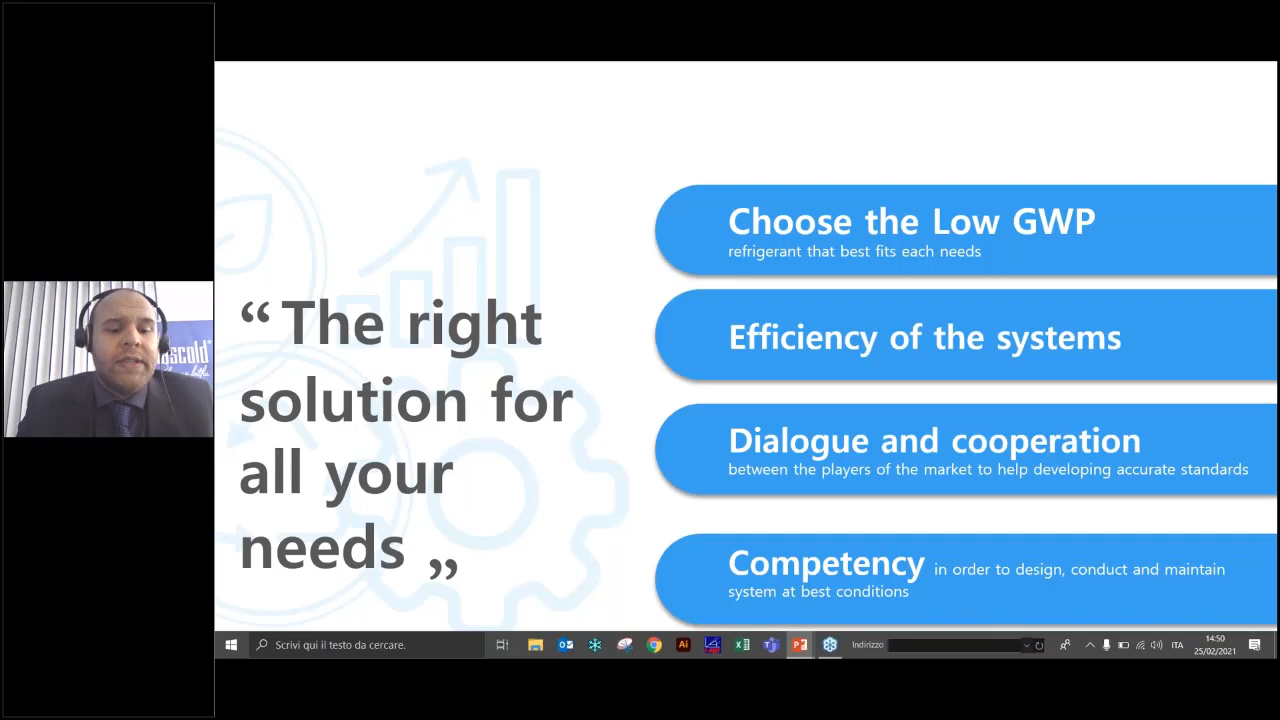 “ The right
solution for
all your
needs „
Choose the Low GWP
refrigerant that best fits each needs
Efficiency of the systems
Dialogue and cooperation
between the players of the market to help developing accurate standards
Competency in order to design, conduct and maintain
system at best conditions
Scrivi qui il testo da cercare.
Indirizzo
ITA
14:50
25/02/2021